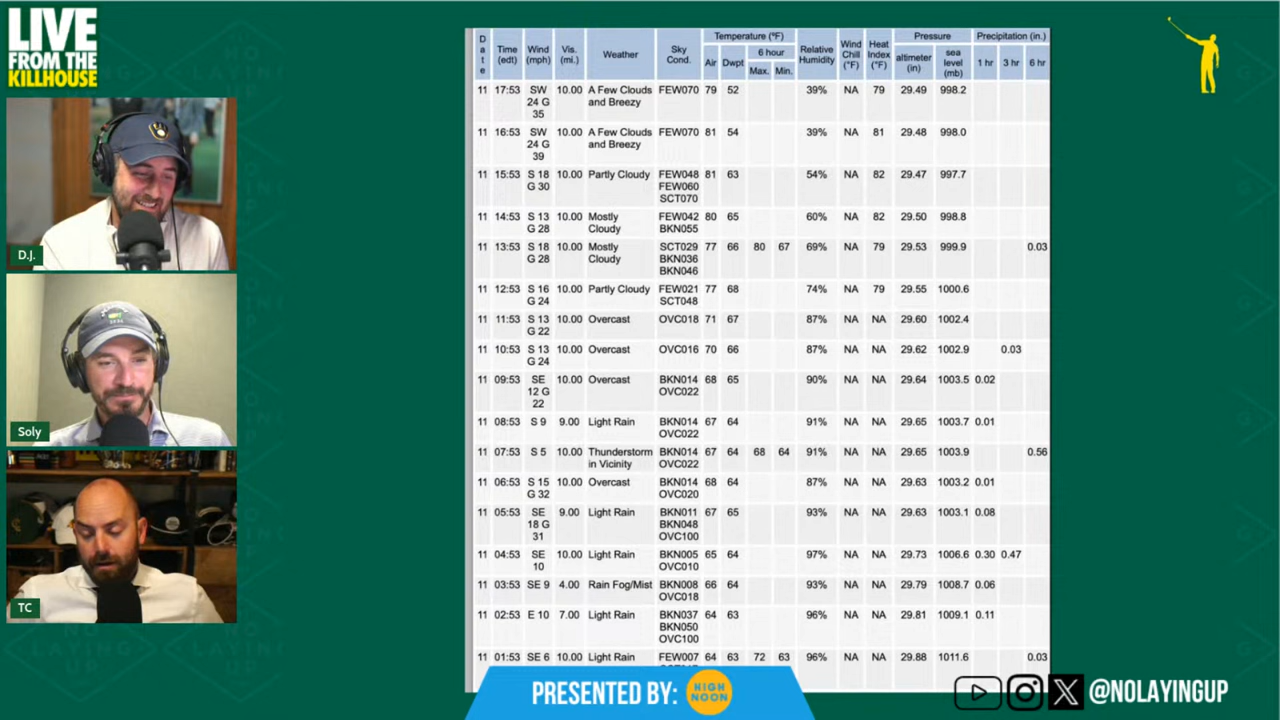 LIVE
FROM THE
KILLHOUSE
D.J.
Soly
TC
Date Time (edt) Wind (mph) Vis. (mi.) Weather Sky Cond. Temperature (ºF) Relative Humidity Wind Chill (°F) Heat Index (°F) Pressure Precipitation (in.)
Air Dwpt 6 hour altimeter (in) sea level (mb) 1 hr 3 hr 6 hr
Max. Min.
11 17:53 SW 24 G 35 10.00 A Few Clouds and Breezy FEW070 79 52 39% NA 79 29.49 998.2
11 16:53 SW 24 G 39 10.00 A Few Clouds and Breezy FEW070 81 54 39% NA 81 29.48 998.0
11 15:53 S 18 G 30 10.00 Partly Cloudy FEW048 FEW060 SCT070 81 63 54% NA 82 29.47 997.7
11 14:53 S 13 G 28 10.00 Mostly Cloudy FEW042 BKN055 80 65 60% NA 82 29.50 998.8
11 13:53 S 18 G 28 10.00 Mostly Cloudy SCT029 BKN036 BKN046 77 66 80 67 69% NA 79 29.53 999.9 0.03
11 12:53 S 16 G 24 10.00 Partly Cloudy FEW021 SCT048 77 68 74% NA 79 29.55 1000.6
11 11:53 S 13 G 22 10.00 Overcast OVC018 71 67 87% NA NA 29.60 1002.4
11 10:53 S 13 G 24 10.00 Overcast OVC016 70 66 87% NA NA 29.62 1002.9 0.03
11 09:53 SE 12 G 22 10.00 Overcast BKN014 OVC022 68 65 90% NA NA 29.64 1003.5 0.02
11 08:53 S 9 9.00 Light Rain BKN014 OVC022 67 64 91% NA NA 29.65 1003.7 0.01
11 07:53 S 5 10.00 Thunderstorm in Vicinity BKN014 OVC022 67 64 68 64 91% NA NA 29.65 1003.9 0.56
11 06:53 S 15 G 32 10.00 Overcast BKN014 OVC020 68 64 87% NA NA 29.63 1003.2 0.01
11 05:53 SE 18 G 31 9.00 Light Rain BKN011 BKN048 OVC100 67 65 93% NA NA 29.63 1003.1 0.08
11 04:53 SE 10 10.00 Light Rain BKN005 OVC010 65 64 97% NA NA 29.73 1006.6 0.30 0.47
11 03:53 SE 9 4.00 Rain Fog/Mist BKN008 OVC018 66 64 93% NA NA 29.79 1008.7 0.06
11 02:53 E 10 7.00 Light Rain BKN037 BKN050 OVC100 64 63 96% NA NA 29.81 1009.1 0.11
11 01:53 SE 6 10.00 Light Rain FEW007 64 63 72 63 96% NA NA 29.88 1011.6 0.03
PRESENTED BY: HIGH NOON
@NOLAYINGUP